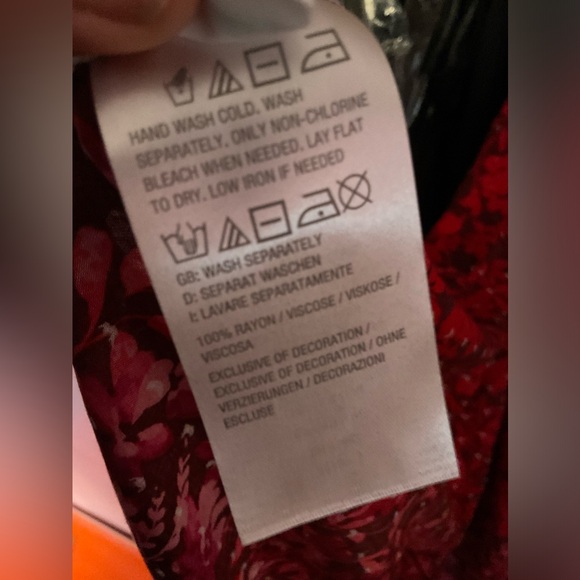 HAND WASH COLD. WASH
SEPARATELY. ONLY NON-CHLORINE
BLEACH WHEN NEEDED. LAY FLAT
TO DRY. LOW IRON IF NEEDED
GB: WASH SEPARATELY
D: SEPARAT WASCHEN
I: LAVARE SEPARATAMENTE
100% RAYON / VISCOSE / VISKOSE /
VISCOSA
EXCLUSIVE OF DECORATION /
EXCLUSIVE OF DECORATION / OHNE
VERZIERUNGEN / DECORAZIONI
ESCLUSE